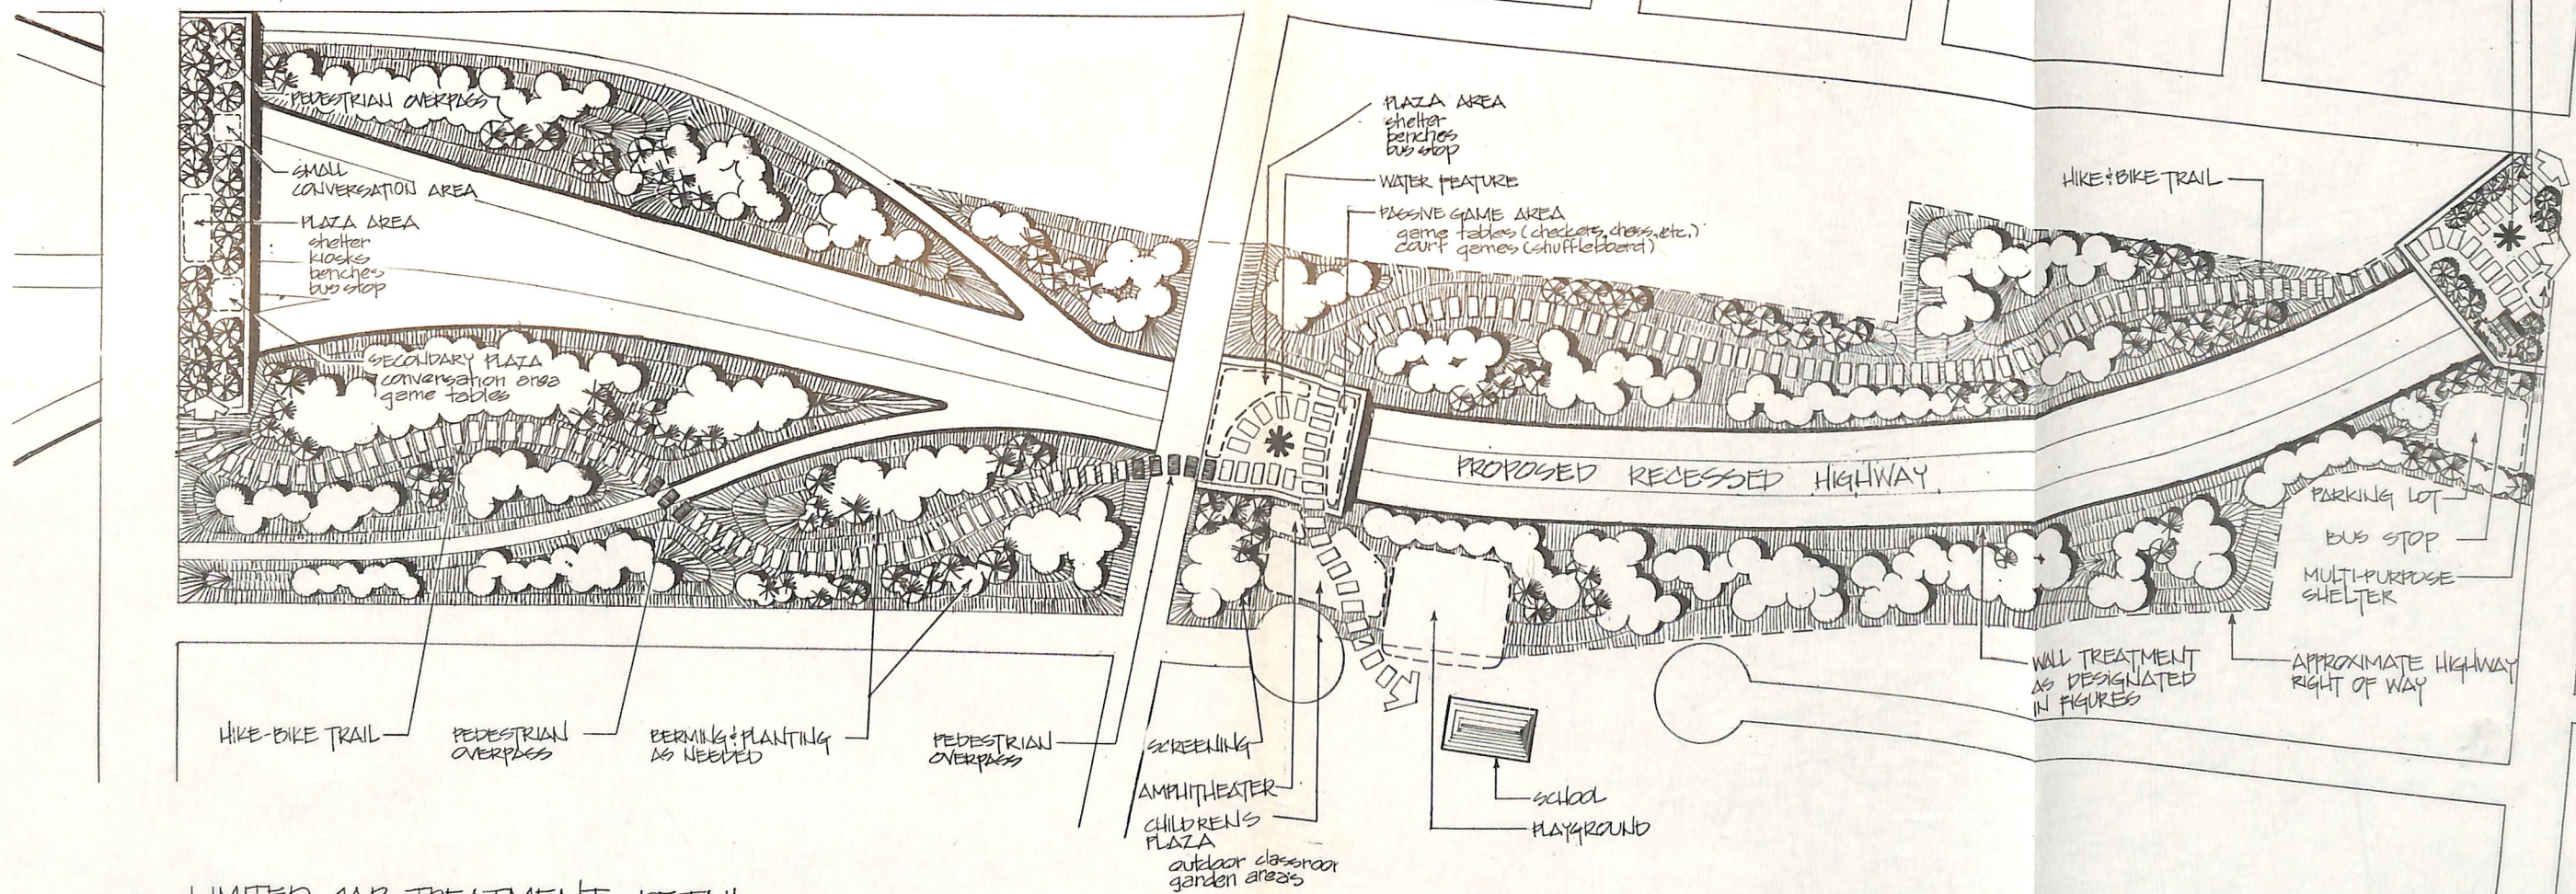 PEDESTRIAN OVERPASS
SMALL
CONVERSATION AREA
PLAZA AREA
shelter
kiosks
benches
bus stop
SECONDARY PLAZA
conversation area
game tables
PLAZA AREA
shelter
benches
bus stop
WATER FEATURE
PASSIVE GAME AREA
game tables (checkers, chess, etc.)
court games (shuffleboard)
HIKE & BIKE TRAIL
PROPOSED RECESSED HIGHWAY
PARKING LOT
BUS STOP
MULTI-PURPOSE
SHELTER
WALL TREATMENT
AS DESIGNATED
IN FIGURES
APPROXIMATE HIGHWAY
RIGHT OF WAY
HIKE-BIKE TRAIL
PEDESTRIAN
OVERPASS
BERMING & PLANTING
AS NEEDED
PEDESTRIAN
OVERPASS
SCREENING
AMPHITHEATER
CHILDRENS
PLAZA
outdoor classroor
garden areas
SCHOOL
PLAYGROUND
LIMITED CAP TREATMENT